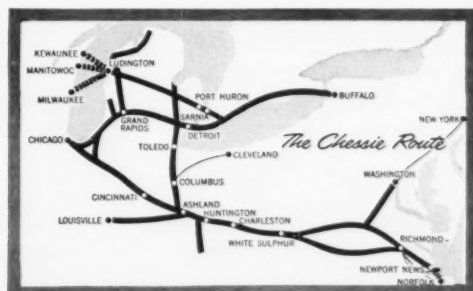 KEWAUNEE
MANITOWOC
LUDINGTON
MILWAUKEE
PORT HURON
SARNIA
BUFFALO
GRAND
RAPIDS
DETROIT
CHICAGO
TOLEDO
CLEVELAND
The Chessie Route
NEW YORK
WASHINGTON
COLUMBUS
CINCINNATI
ASHLAND
LOUISVILLE
HUNTINGTON
CHARLESTON
WHITE SULPHUR
RICHMOND
NEWPORT NEWS
NORFOLK